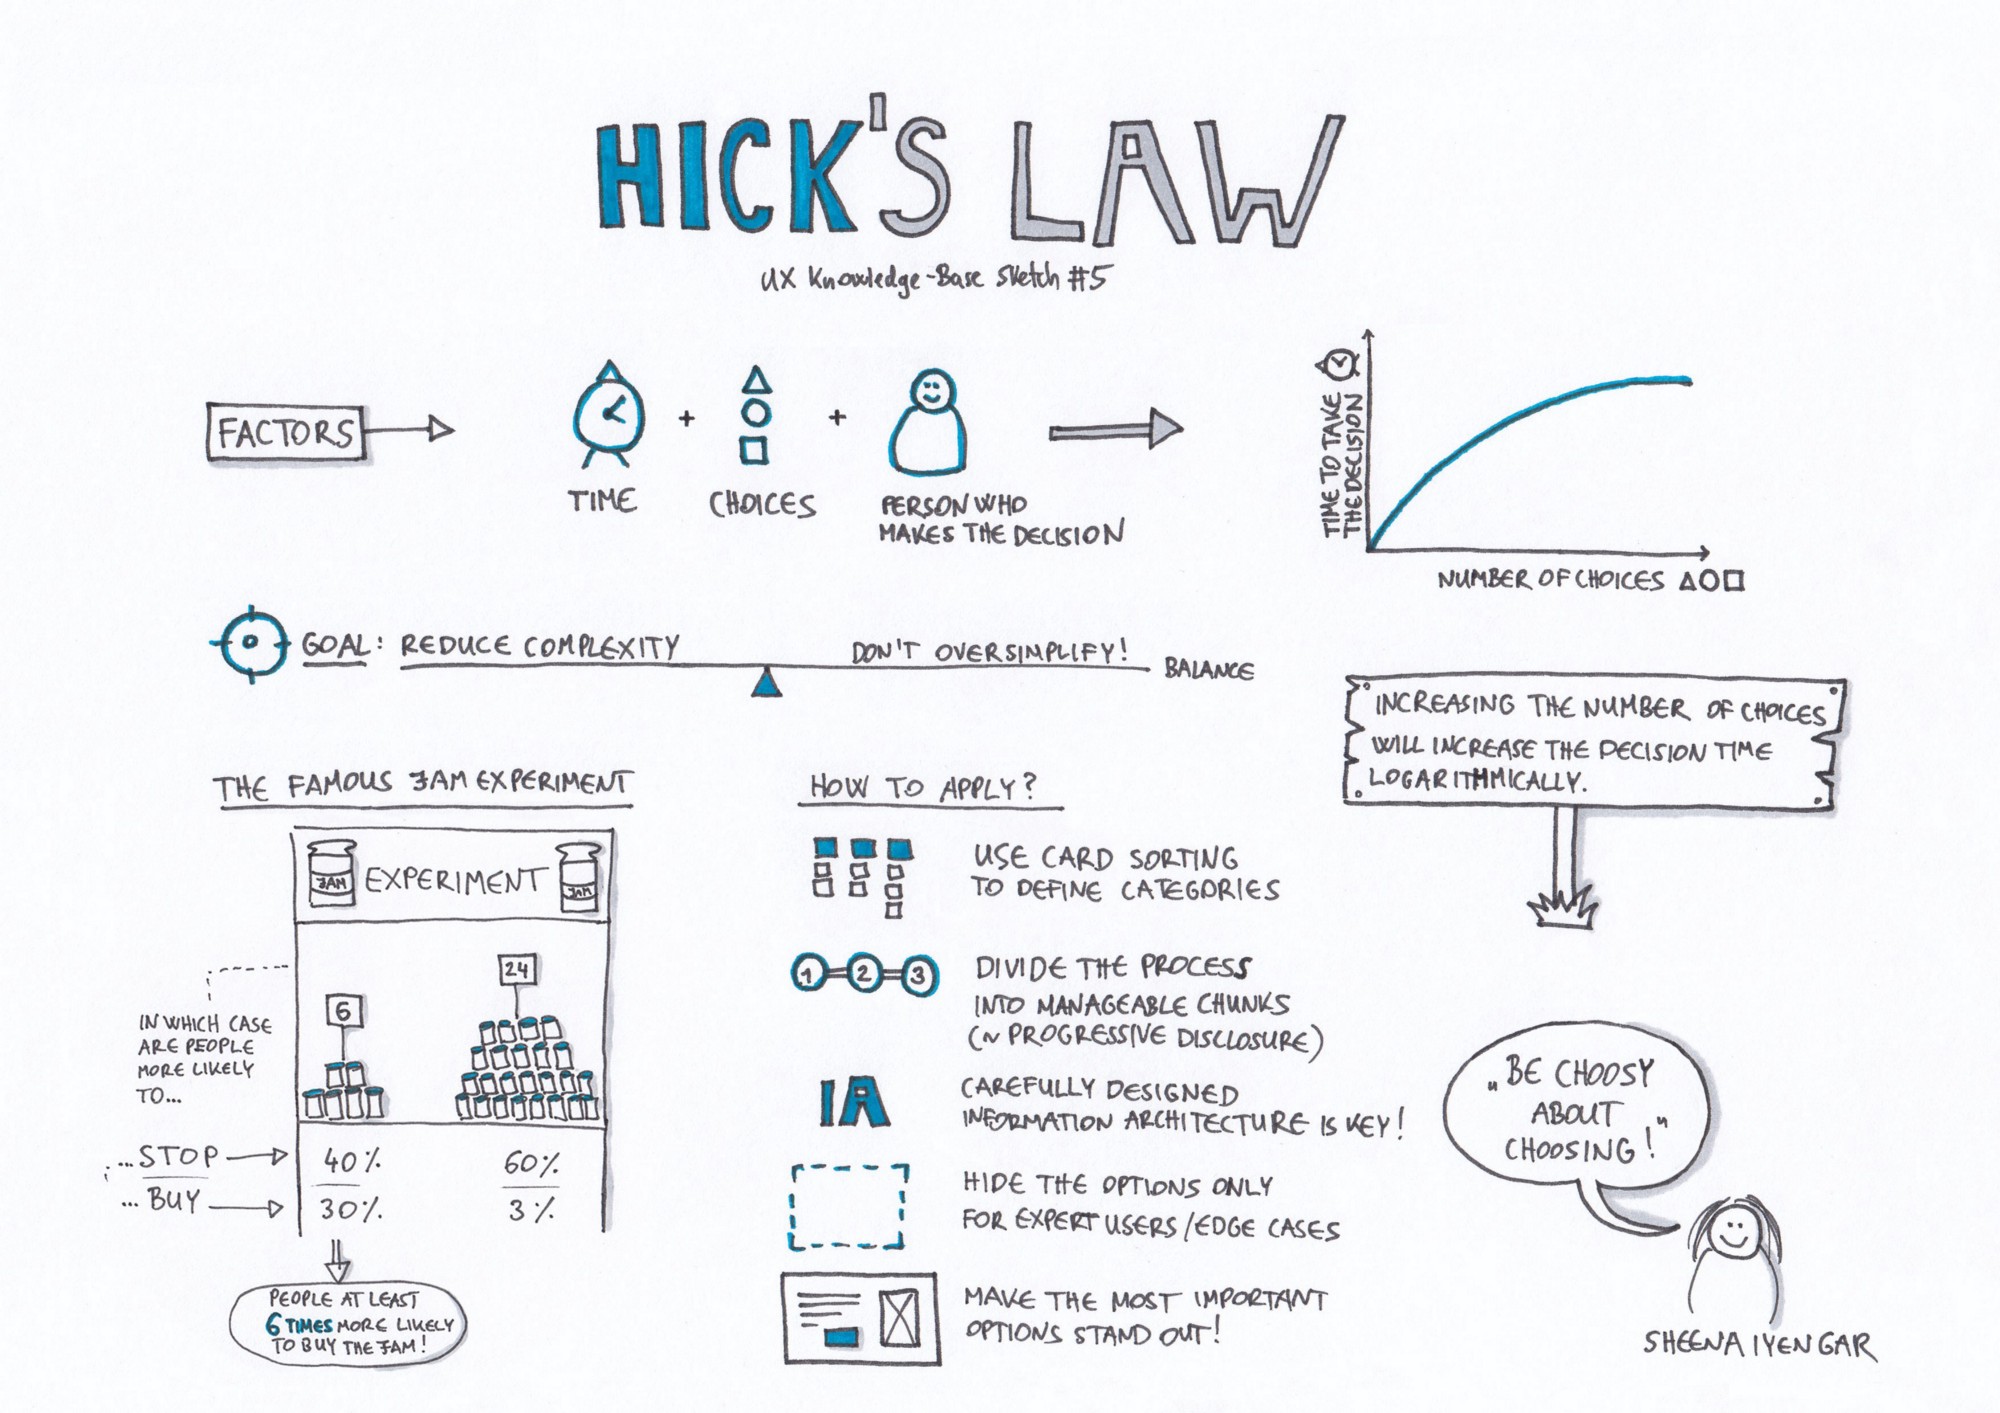 HICK'S LAW
UX Knowledge-Base Sketch #5
FACTORS
TIME
+
CHOICES
+
PERSON WHO
MAKES THE DECISION
TIME TO TAKE
THE DECISION
NUMBER OF CHOICES
GOAL: REDUCE COMPLEXITY
DON'T OVERSIMPLIFY!
BALANCE
INCREASING THE NUMBER OF CHOICES
WILL INCREASE THE DECISION TIME
LOGARITHMICALLY.
THE FAMOUS JAM EXPERIMENT
JAM
EXPERIMENT
JAM
6
24
IN WHICH CASE
ARE PEOPLE
MORE LIKELY
TO...
...STOP
40%
60%
...BUY
30%
3%
PEOPLE AT LEAST
6 TIMES MORE LIKELY
TO BUY THE JAM!
HOW TO APPLY?
USE CARD SORTING
TO DEFINE CATEGORIES
1 2 3
DIVIDE THE PROCESS
INTO MANAGEABLE CHUNKS
(~ PROGRESSIVE DISCLOSURE)
IA
CAREFULLY DESIGNED
INFORMATION ARCHITECTURE IS KEY!
HIDE THE OPTIONS ONLY
FOR EXPERT USERS/EDGE CASES
MAKE THE MOST IMPORTANT
OPTIONS STAND OUT!
„BE CHOOSY
ABOUT
CHOOSING!"
SHEENA IYENGAR